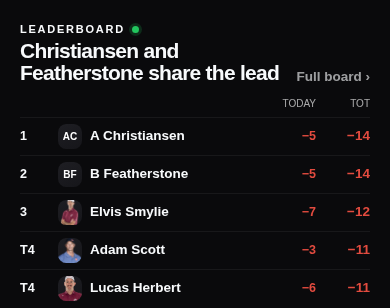 LEADERBOARD
Christiansen and
Featherstone share the lead
Full board ›
TODAY TOT
1 AC A Christiansen −5 −14
2 BF B Featherstone −5 −14
3 Elvis Smylie −7 −12
T4 Adam Scott −3 −11
T4 Lucas Herbert −6 −11